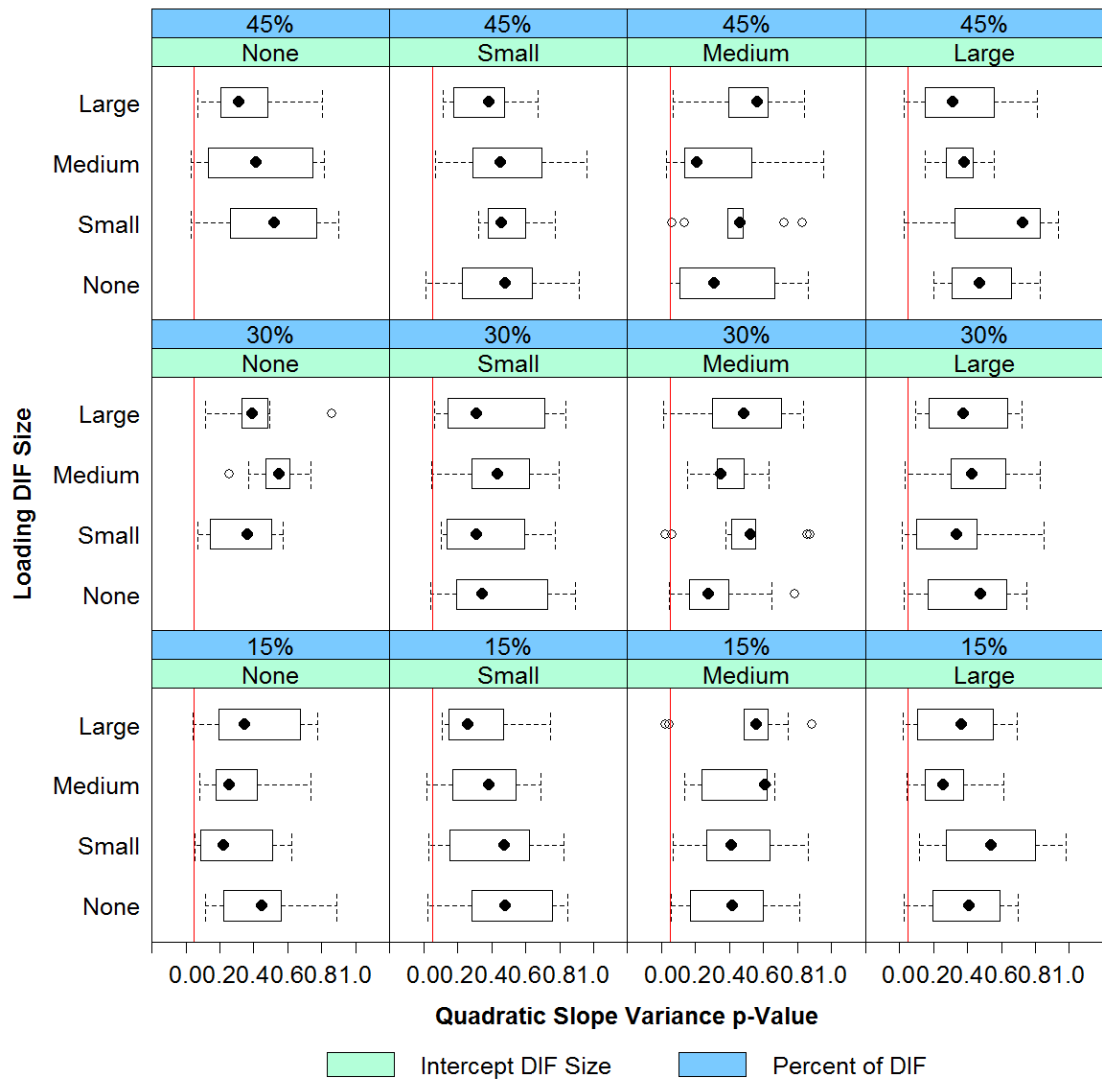 45% 45% 45% 45%
None Small Medium Large
Large
Medium
Small
None
30% 30% 30% 30%
None Small Medium Large
Large
Medium
Small
None
15% 15% 15% 15%
None Small Medium Large
Large
Medium
Small
None
Loading DIF Size
0.00.20.40.60.81.0 0.00.20.40.60.81.0 0.00.20.40.60.81.0 0.00.20.40.60.81.0
Quadratic Slope Variance p-Value
Intercept DIF Size Percent of DIF